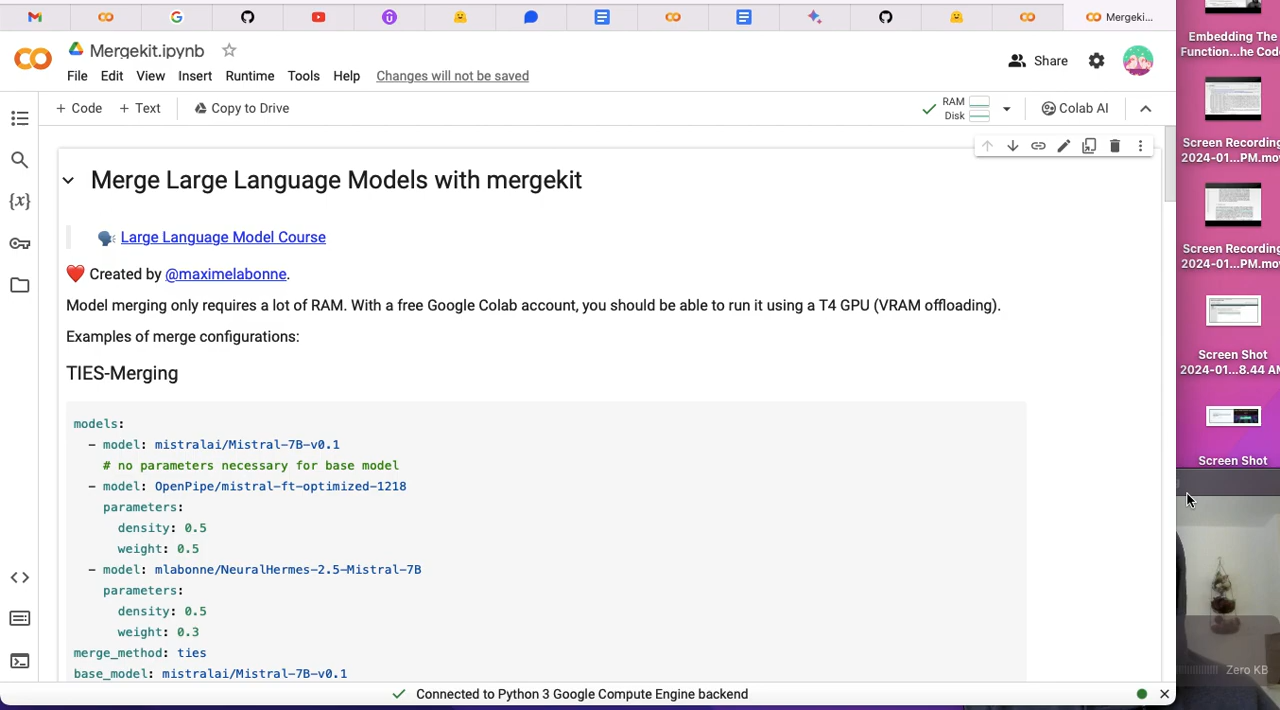 Mergeki...
Mergekit.ipynb
File Edit View Insert Runtime Tools Help Changes will not be saved
Share
+ Code + Text Copy to Drive
RAM
Disk
Colab AI
Merge Large Language Models with mergekit
Large Language Model Course
Created by @maximelabonne.
Model merging only requires a lot of RAM. With a free Google Colab account, you should be able to run it using a T4 GPU (VRAM offloading).
Examples of merge configurations:
TIES-Merging
models:
- model: mistralai/Mistral-7B-v0.1
# no parameters necessary for base model
- model: OpenPipe/mistral-ft-optimized-1218
parameters:
density: 0.5
weight: 0.5
- model: mlabonne/NeuralHermes-2.5-Mistral-7B
parameters:
density: 0.5
weight: 0.3
merge_method: ties
base_model: mistralai/Mistral-7B-v0.1
Connected to Python 3 Google Compute Engine backend
Embedding The
Function...he Cod
Screen Recording
2024-01...PM.mov
Screen Recording
2024-01...PM.mov
Screen Shot
2024-01...8.44 AM
Screen Shot
Zero KB